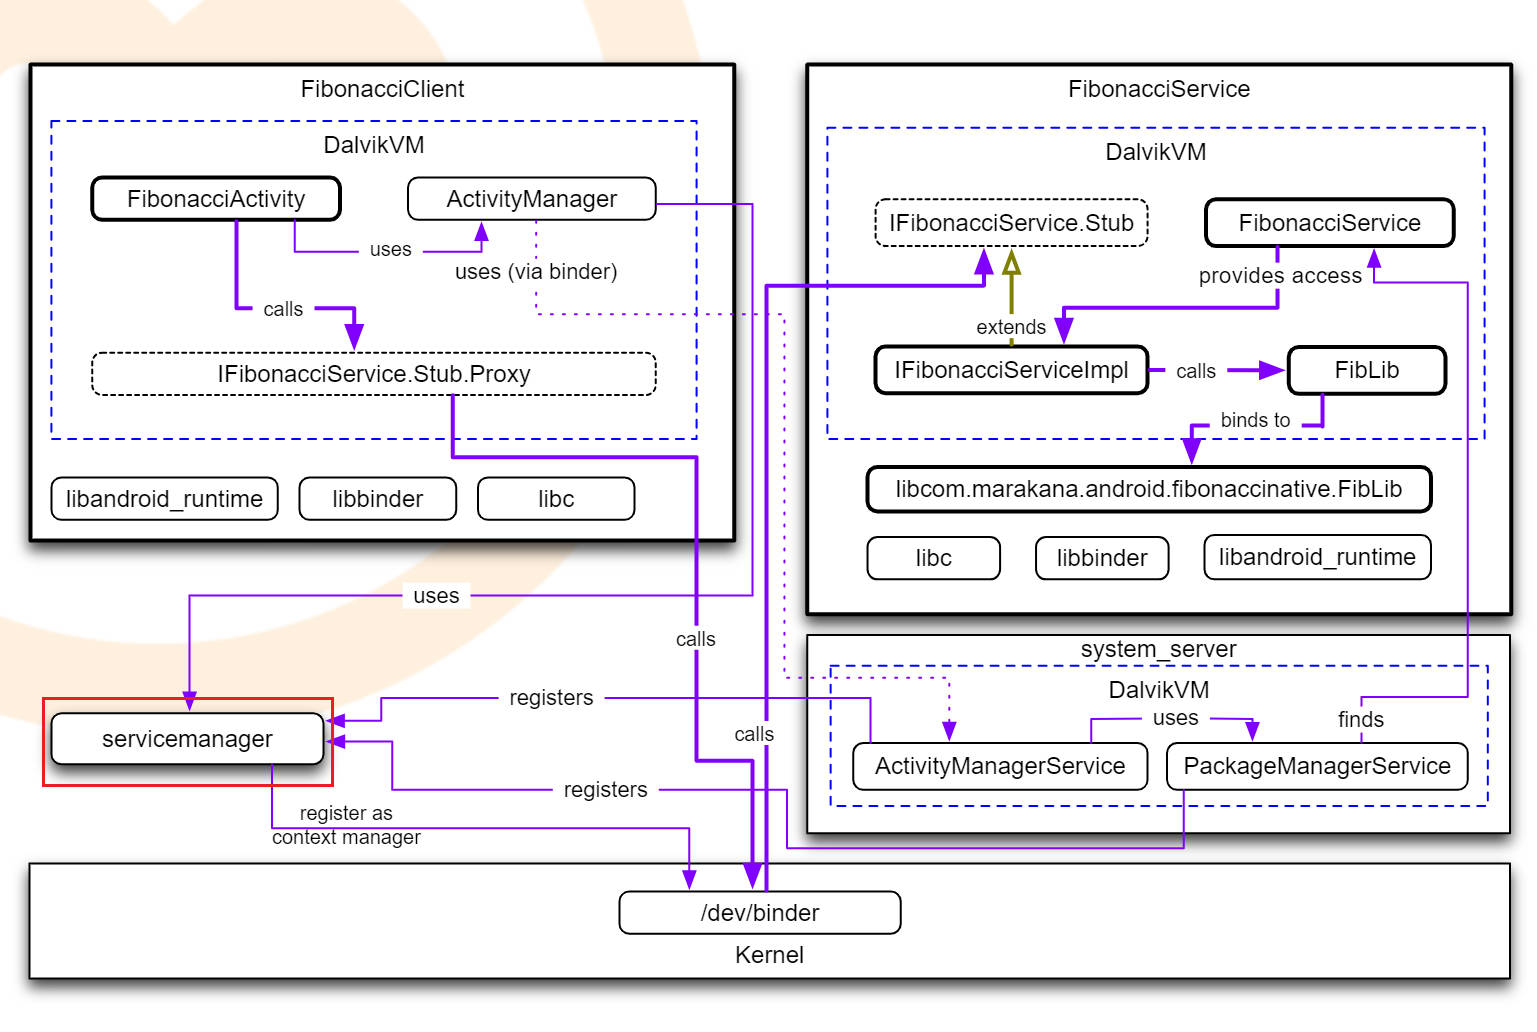 FibonacciClient
DalvikVM
FibonacciActivity
ActivityManager
uses
uses (via binder)
calls
IFibonacciService.Stub.Proxy
libandroid_runtime
libbinder
libc
FibonacciService
DalvikVM
IFibonacciService.Stub
FibonacciService
provides access
extends
IFibonacciServiceImpl
calls
FibLib
binds to
libcom.marakana.android.fibonaccinative.FibLib
libc
libbinder
libandroid_runtime
uses
calls
system_server
DalvikVM
registers
uses
finds
servicemanager
calls
ActivityManagerService
PackageManagerService
registers
register as
context manager
/dev/binder
Kernel